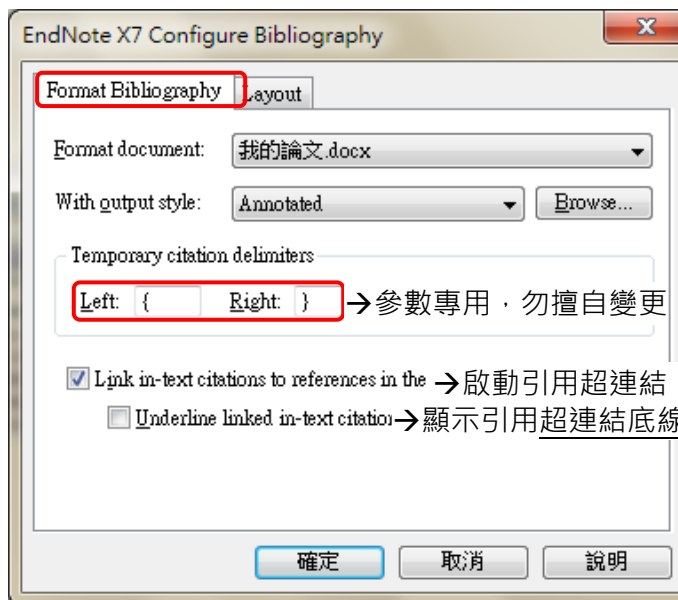 EndNote X7 Configure Bibliography
Format Bibliography Layout
Format document: 我的論文.docx
With output style: Annotated Browse...
Temporary citation delimiters
Left: { Right: } →參數專用，勿擅自變更
Link in-text citations to references in the →啟動引用超連結
Underline linked in-text citation→顯示引用超連結底線
確定 取消 說明